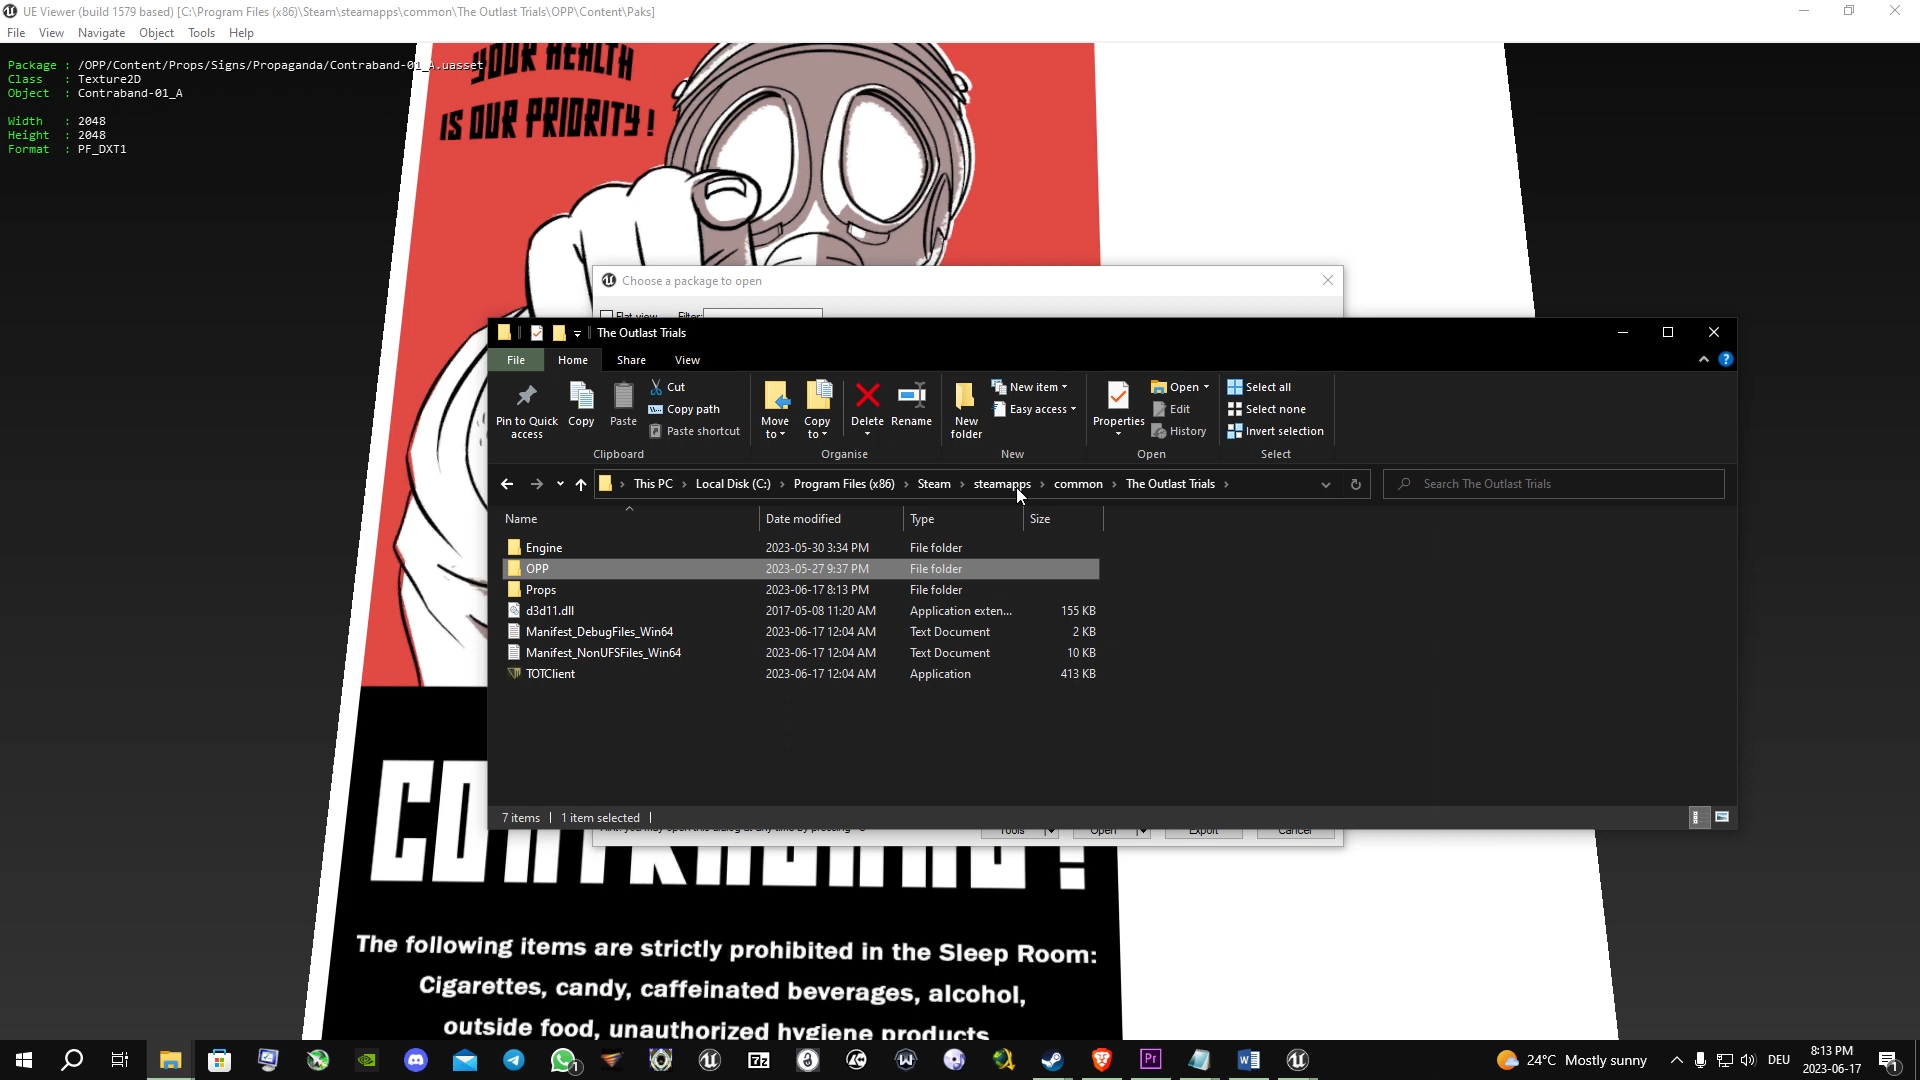 UE Viewer (build 1579 based) [C:\Program Files (x86)\Steam\steamapps\common\The Outlast Trials\OPP\Content\Paks]
File View Navigate Object Tools Help
Package : /OPP/Content/Props/Signs/Propaganda/Contraband-01_A.uasset
Class : Texture2D
Object : Contraband-01_A
Width : 2048
Height : 2048
Format : PF_DXT1
YOUR HEALTH
IS OUR PRIORITY!
Choose a package to open
Flat view Filter:
The Outlast Trials
File Home Share View
Pin to Quick access
Copy
Paste
Cut
Copy path
Paste shortcut
Clipboard
Move to
Copy to
Delete
Rename
Organise
New folder
New item
Easy access
New
Properties
Open
Edit
History
Open
Select all
Select none
Invert selection
Select
This PC › Local Disk (C:) › Program Files (x86) › Steam › steamapps › common › The Outlast Trials ›
Search The Outlast Trials
Name Date modified Type Size
Engine 2023-05-30 3:34 PM File folder
OPP 2023-05-27 9:37 PM File folder
Props 2023-06-17 8:13 PM File folder
d3d11.dll 2017-05-08 11:20 AM Application exten... 155 KB
Manifest_DebugFiles_Win64 2023-06-17 12:04 AM Text Document 2 KB
Manifest_NonUFSFiles_Win64 2023-06-17 12:04 AM Text Document 10 KB
TOTClient 2023-06-17 12:04 AM Application 413 KB
7 items 1 item selected
Tools Open Export Cancel
The following items are strictly prohibited in the Sleep Room:
Cigarettes, candy, caffeinated beverages, alcohol,
outside food, unauthorized hygiene products
24°C Mostly sunny
DEU
8:13 PM
2023-06-17